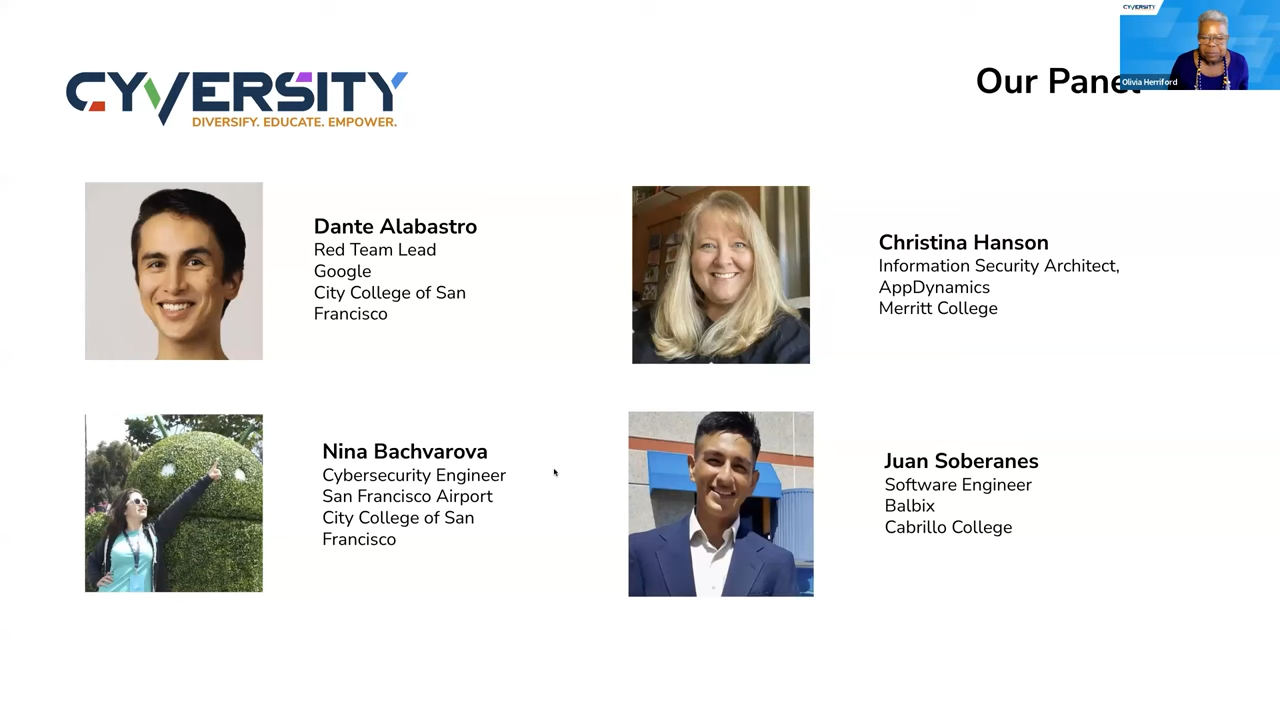 CYVERSITY
Olivia Herriford
CYVERSITY
DIVERSIFY. EDUCATE. EMPOWER.
Our Panel
Dante Alabastro
Red Team Lead
Google
City College of San
Francisco
Christina Hanson
Information Security Architect,
AppDynamics
Merritt College
Nina Bachvarova
Cybersecurity Engineer
San Francisco Airport
City College of San
Francisco
Juan Soberanes
Software Engineer
Balbix
Cabrillo College